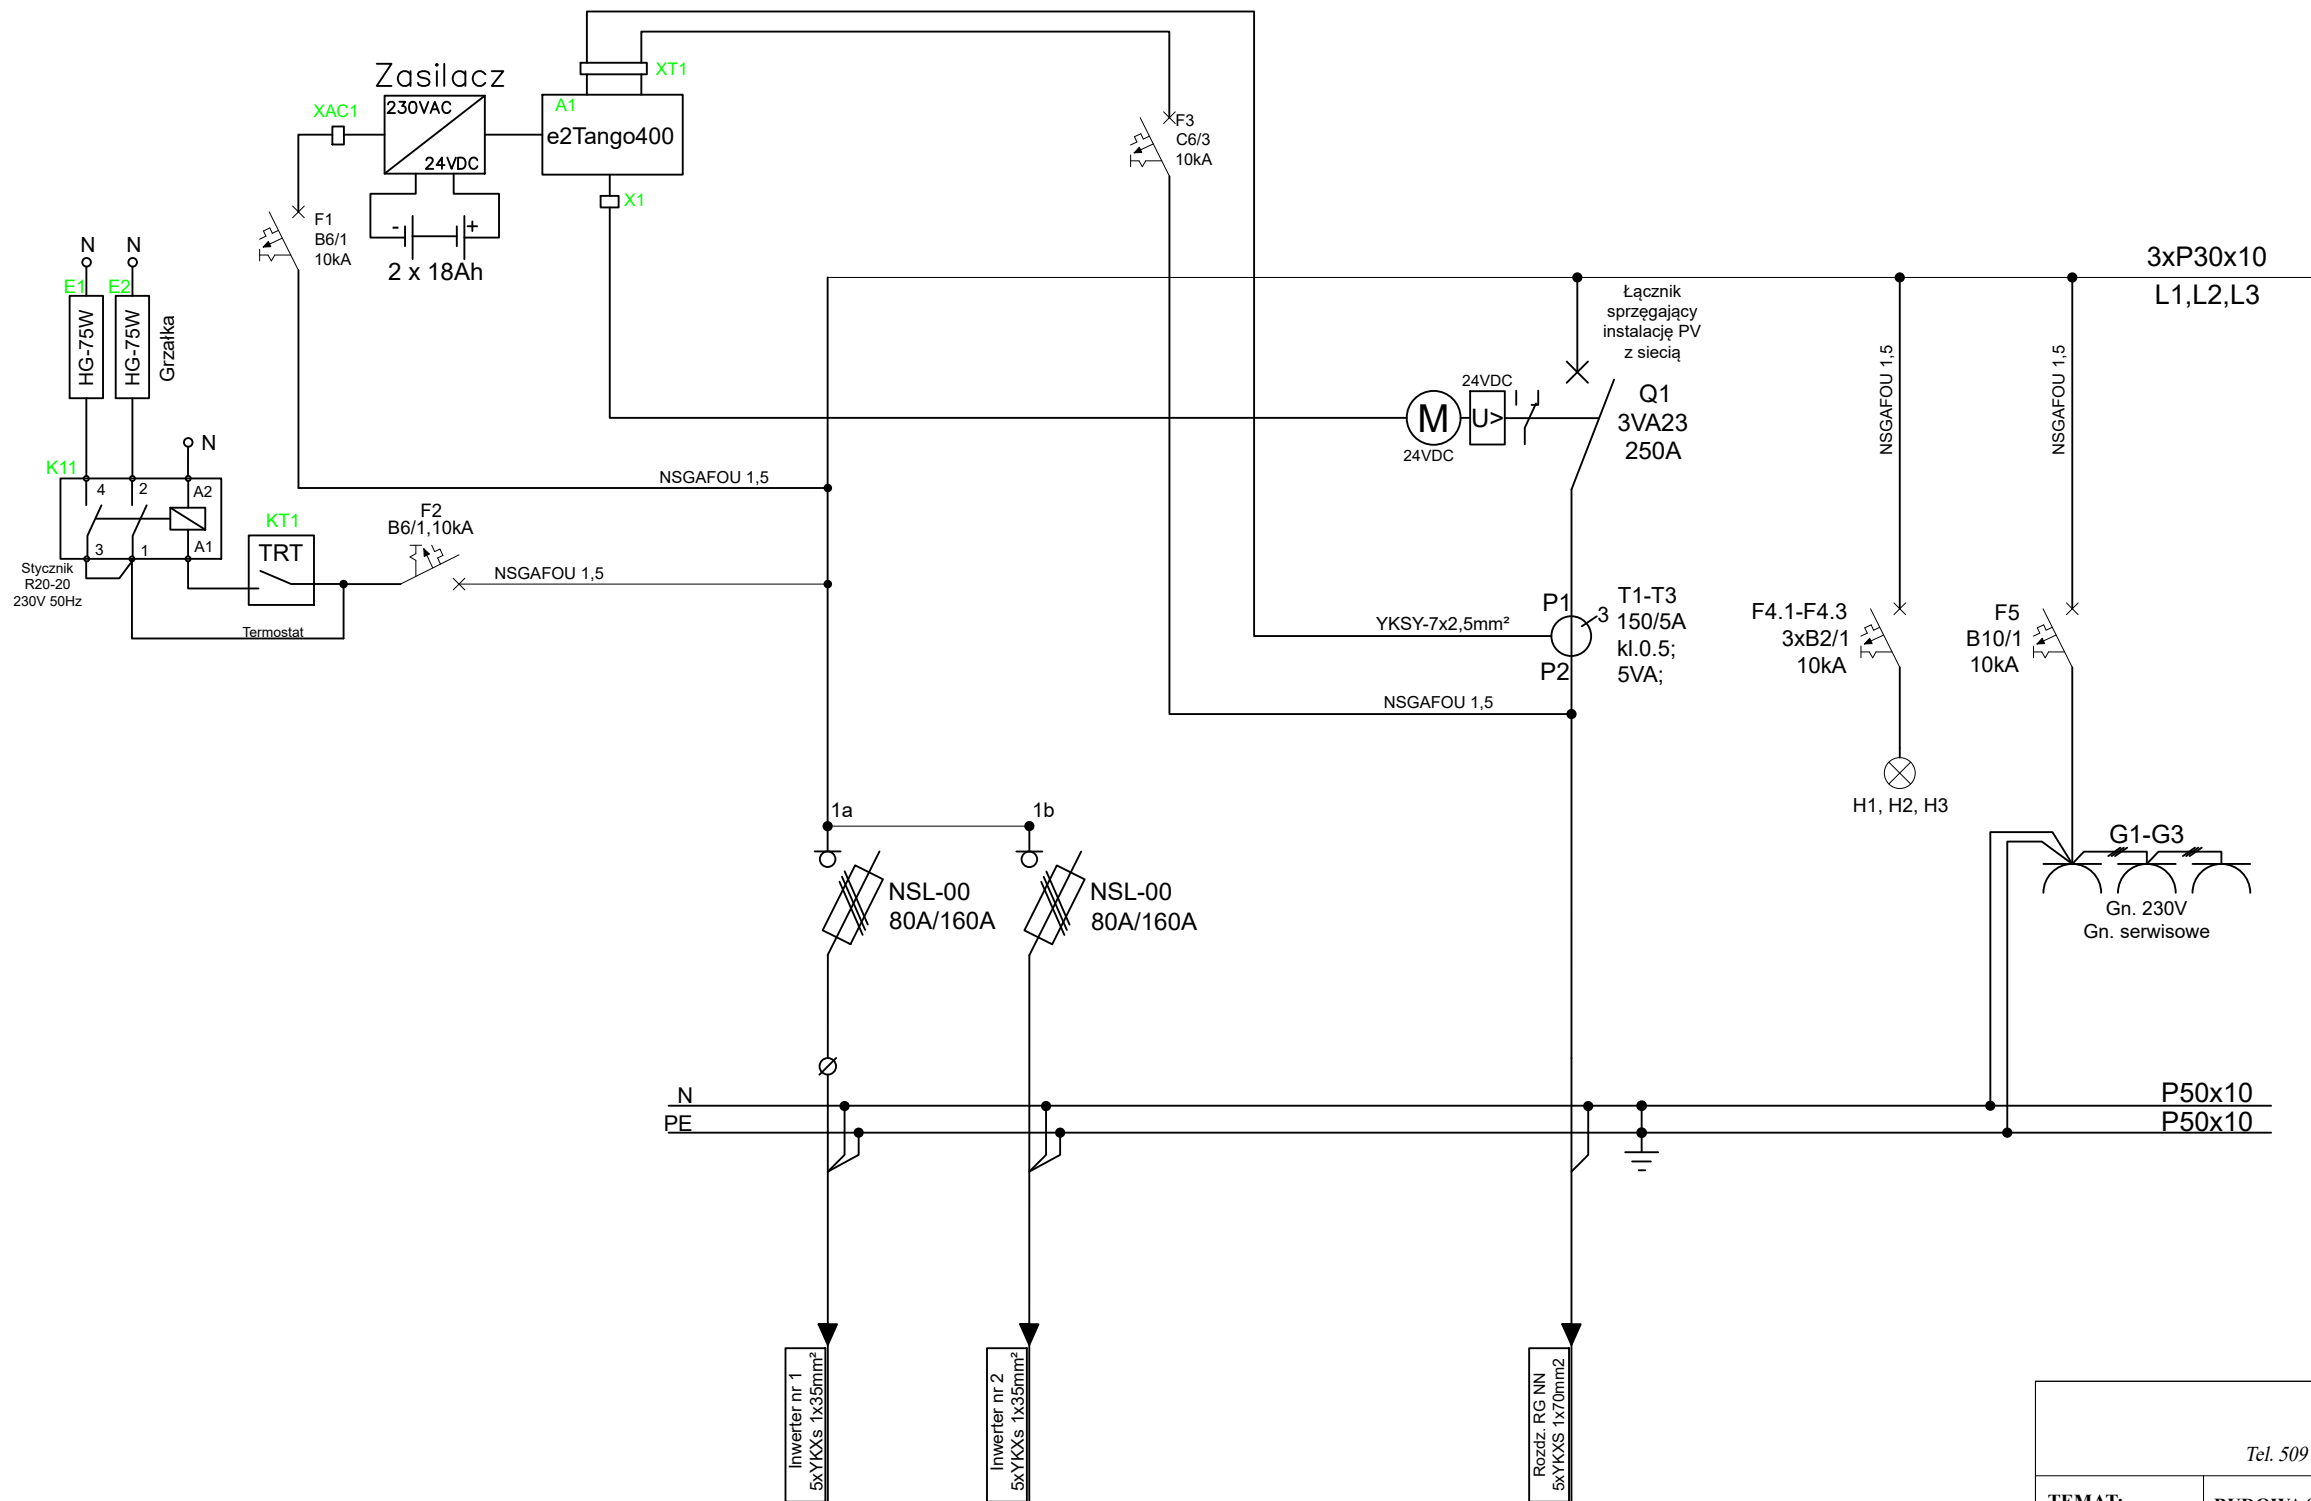 Zasilacz
XT1
XAC1
230VAC
24VDC
A1
e2Tango400
F3
C6/3
10kA
X1
F1
B6/1
10kA
-
+
2 x 18Ah
N
N
E1
E2
HG-75W
HG-75W
Grzałka
3xP30x10
L1,L2,L3
Łącznik
sprzęgający
instalację PV
z siecią
NSGAFOU 1,5
NSGAFOU 1,5
24VDC
M
U>
24VDC
Q1
3VA23
250A
N
K11
4
2
A2
3
1
A1
Stycznik
R20-20
230V 50Hz
NSGAFOU 1,5
KT1
TRT
F2
B6/1,10kA
NSGAFOU 1,5
Termostat
YKSY-7x2,5mm²
P1
3
P2
T1-T3
150/5A
kl.0.5;
5VA;
NSGAFOU 1,5
F4.1-F4.3
3xB2/1
10kA
F5
B10/1
10kA
H1, H2, H3
1a
1b
NSL-00
80A/160A
NSL-00
80A/160A
G1-G3
Gn. 230V
Gn. serwisowe
N
PE
P50x10
P50x10
Inwerter nr 1
5xYKXs 1x35mm²
Inwerter nr 2
5xYKXs 1x35mm²
Rozdz. RG NN
5xYKXS 1x70mm2
Tel. 509
TEMAT: